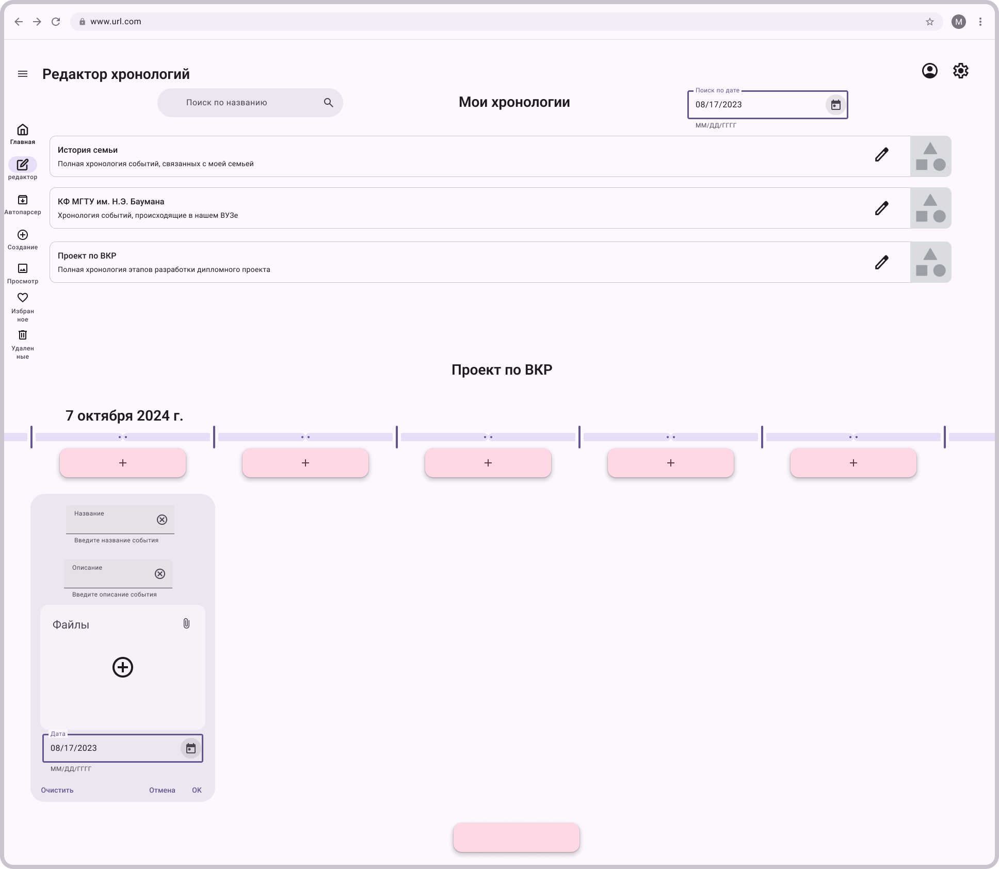 www.url.com
M
Редактор хронологий
Поиск по названию
Мои хронологии
Поиск по дате
08/17/2023
ММ/ДД/ГГГГ
Главная
редактор
Автопарсер
Создание
Просмотр
Избран
ное
Удален
ные
История семьи
Полная хронология событий, связанных с моей семьей
КФ МГТУ им. Н.Э. Баумана
Хронология событий, происходящие в нашем ВУЗе
Проект по ВКР
Полная хронология этапов разработки дипломного проекта
Проект по ВКР
7 октября 2024 г.
Название
Введите название события
Описание
Введите описание события
Файлы
Дата
08/17/2023
ММ/ДД/ГГГГ
Очистить
Отмена
OK